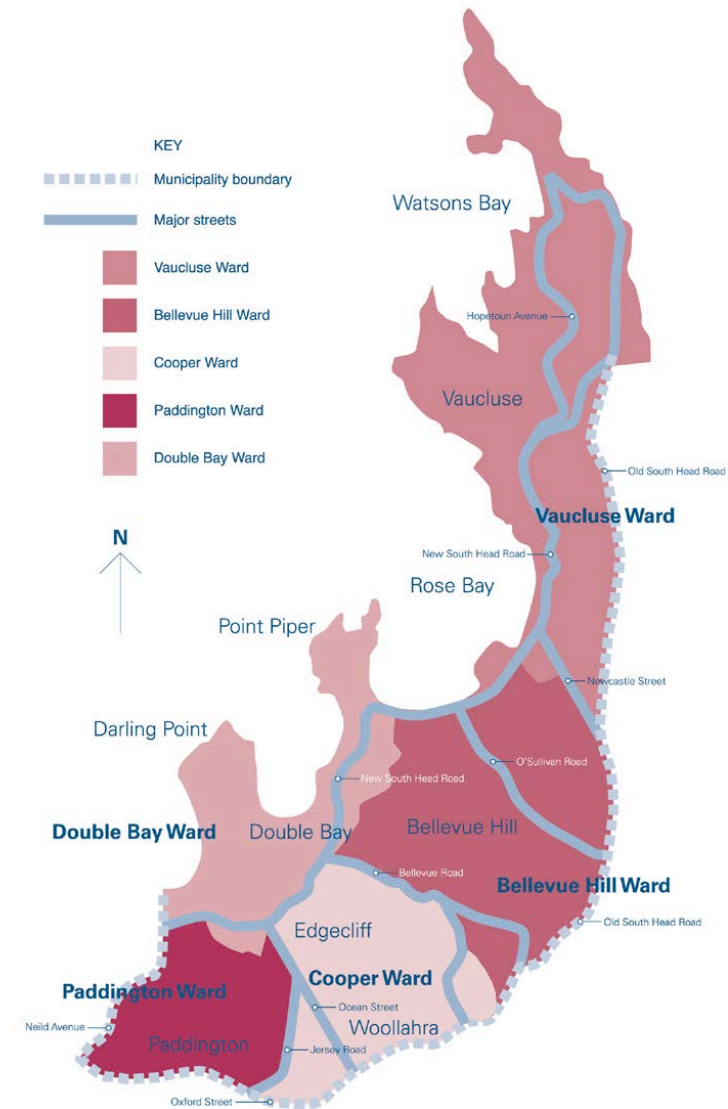 KEY
Municipality boundary
Major streets
Vaucluse Ward
Bellevue Hill Ward
Cooper Ward
Paddington Ward
Double Bay Ward
N
Watsons Bay
Hopetoun Avenue
Vaucluse
Old South Head Road
Vaucluse Ward
New South Head Road
Rose Bay
Point Piper
Newcastle Street
Darling Point
O'Sullivan Road
New South Head Road
Double Bay Ward
Double Bay
Bellevue Hill
Bellevue Road
Bellevue Hill Ward
Old South Head Road
Edgecliff
Cooper Ward
Paddington Ward
Ocean Street
Neild Avenue
Woollahra
Paddington
Jersey Road
Oxford Street